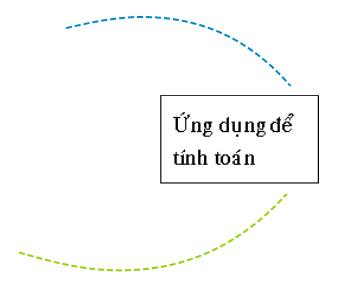 Ứng dụng để
tính toán